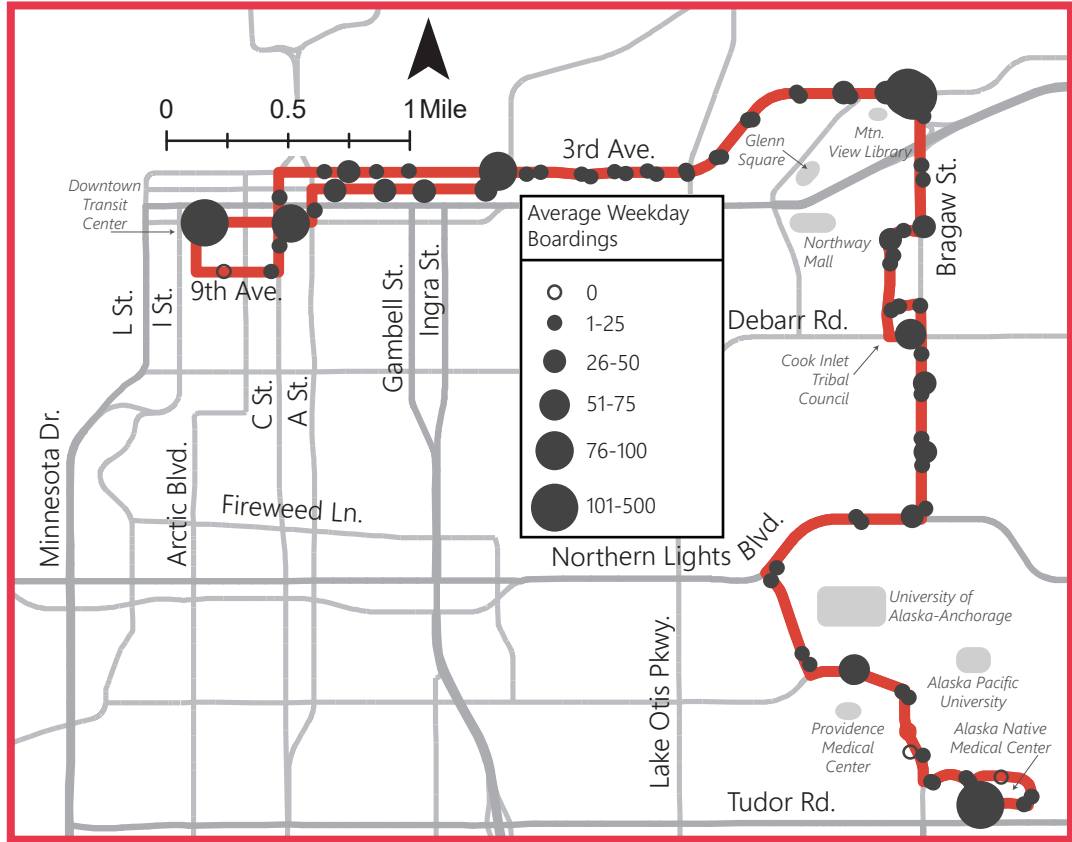 0
0.5
1 Mile
3rd Ave.
Glenn
Square
Mtn.
View Library
Downtown
Transit
Center
Average Weekday
Boardings
0
1-25
26-50
51-75
76-100
101-500
Northway
Mall
Bragaw St.
9th Ave.
L St.
I St.
Gambell St.
Ingra St.
Debarr Rd.
Cook Inlet
Tribal
Council
C St.
A St.
Minnesota Dr.
Arctic Blvd.
Fireweed Ln.
Northern Lights Blvd.
University of
Alaska-Anchorage
Lake Otis Pkwy.
Alaska Pacific
University
Providence
Medical
Center
Alaska Native
Medical Center
Tudor Rd.